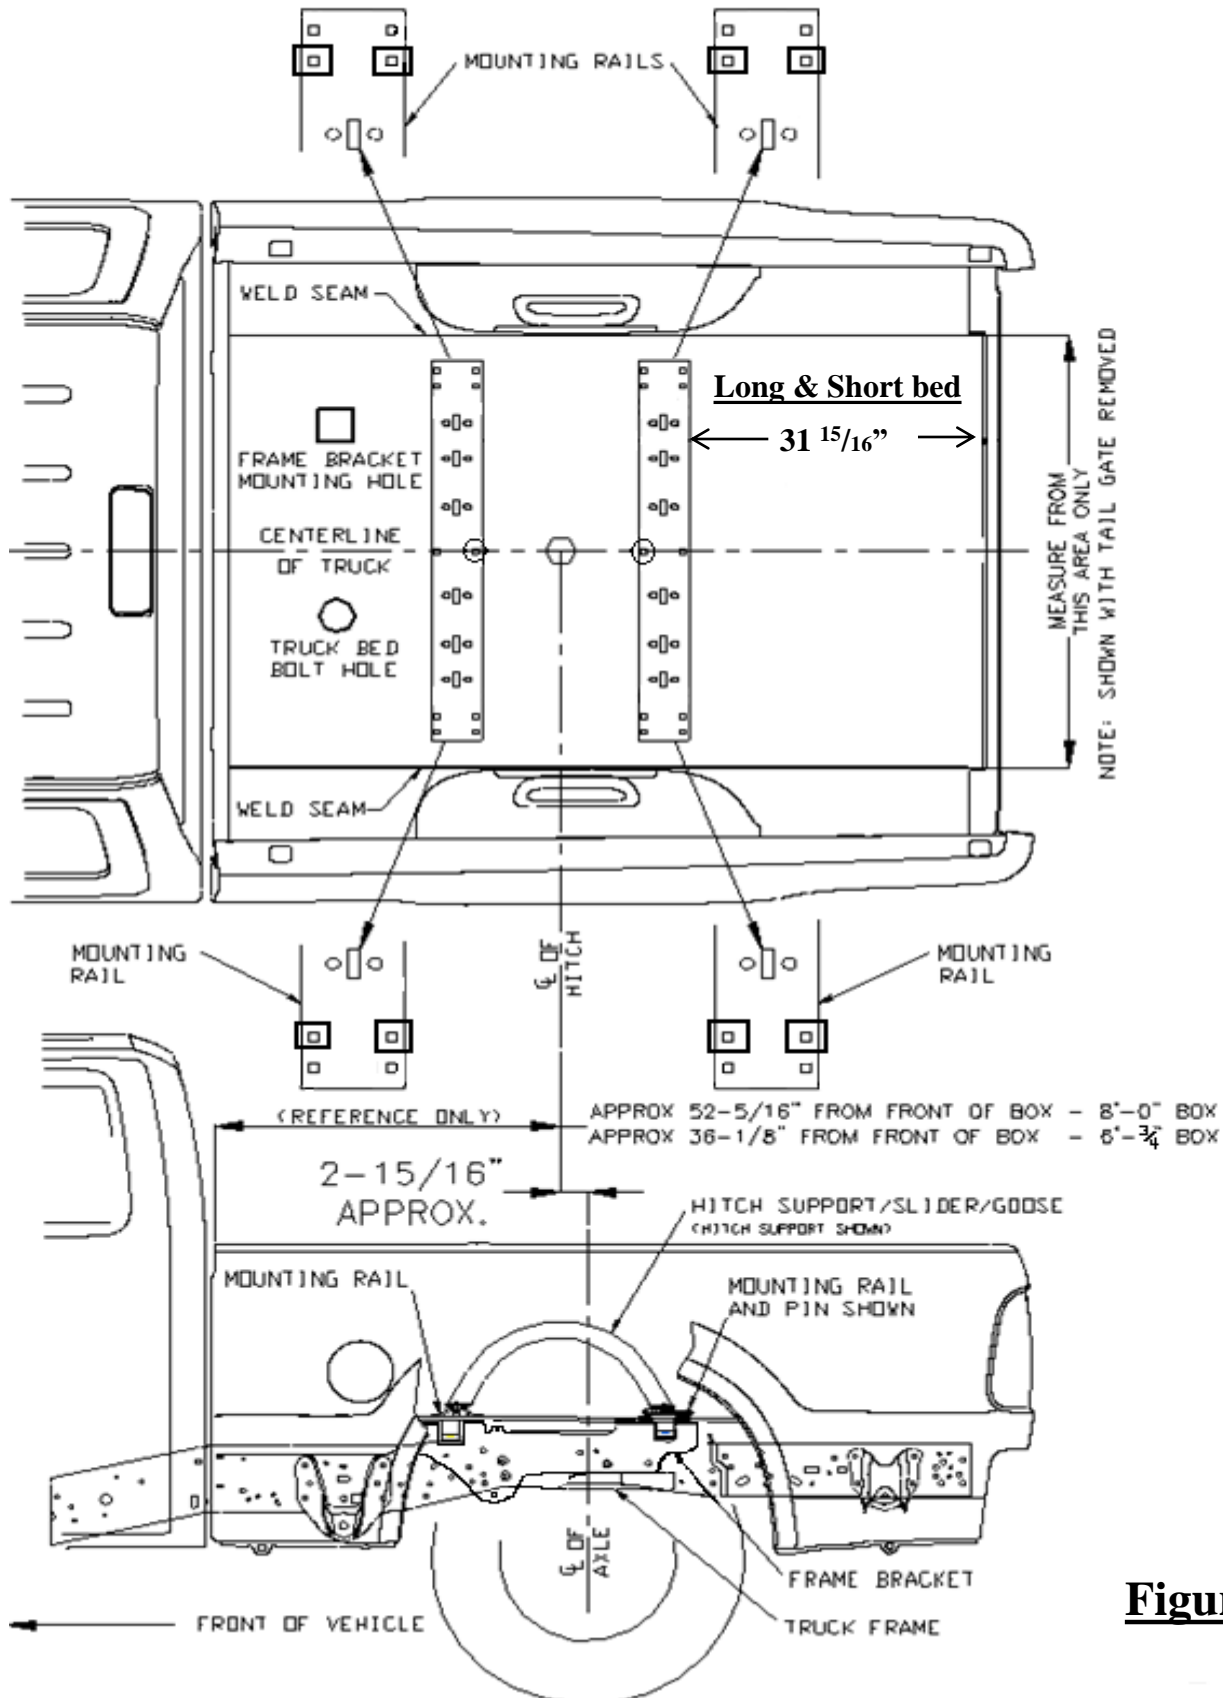 MOUNTING RAILS
WELD SEAM
Long & Short bed
31 15/16”
FRAME BRACKET
MOUNTING HOLE
CENTERLINE
OF TRUCK
TRUCK BED
BOLT HOLE
MEASURE FROM
THIS AREA ONLY
NOTE: SHOWN WITH TAIL GATE REMOVED
WELD SEAM
MOUNTING
RAIL
℄ OF
HITCH
MOUNTING
RAIL
(REFERENCE ONLY)
APPROX 52-5/16" FROM FRONT OF BOX - 8'-0" BOX
APPROX 36-1/8" FROM FRONT OF BOX - 6'-3/4 BOX
2-15/16"
APPROX.
HITCH SUPPORT/SLIDER/GOOSE
(HITCH SUPPORT SHOWN)
MOUNTING RAIL
MOUNTING RAIL
AND PIN SHOWN
℄ OF
AXLE
FRAME BRACKET
TRUCK FRAME
FRONT OF VEHICLE